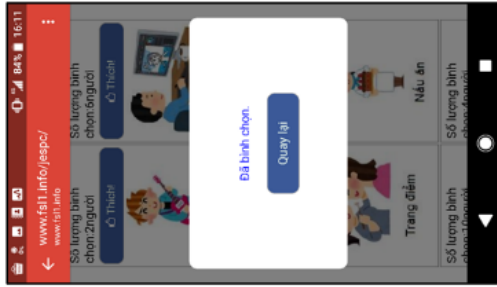 84% 16:11
www.fsl1.info/jespc/
www.fsl1.info
Số lượng bình
chọn:2người
Thích!
Số lượng bình
chọn:6người
Thích!
Đã bình chọn.
Quay lại
Trang điểm
Nấu ăn
Số lượng bình
chọn:10người
Số lượng bình
chọn:4người